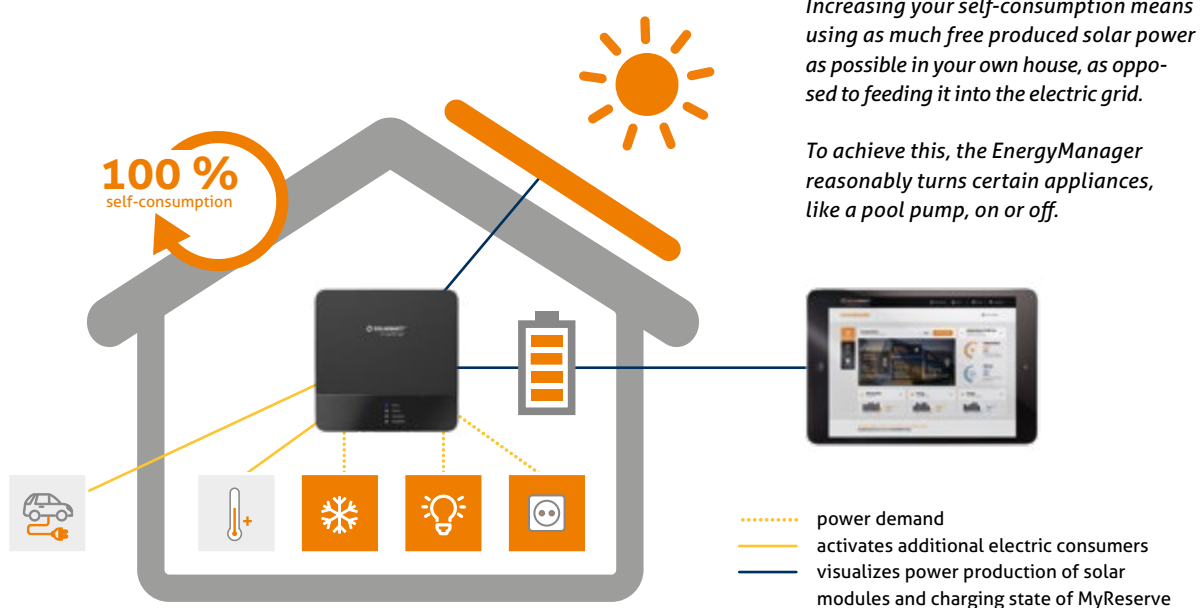 Increasing your self-consumption means
using as much free produced solar power
as possible in your own house, as oppo-
sed to feeding it into the electric grid.
To achieve this, the EnergyManager
reasonably turns certain appliances,
like a pool pump, on or off.
100 %
self-consumption
power demand
activates additional electric consumers
visualizes power production of solar
modules and charging state of MyReserve